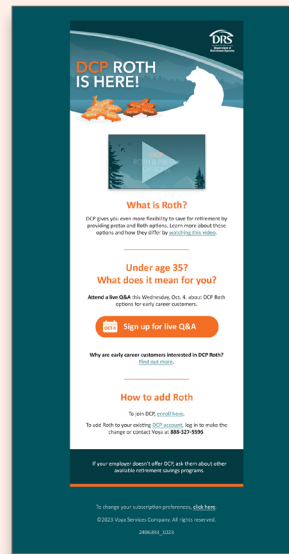 DRS
Department of
Retirement Systems
DCP ROTH
IS HERE!
What is Roth?
DCP gives you even more flexibility to save for retirement by
providing pretax and Roth options. Learn more about these
options and how they differ by watching this video.
Under age 35?
What does it mean for you?
Attend a live Q&A this Wednesday, Oct. 4, about DCP Roth
options for early career customers.
OCT 4
Sign up for live Q&A
Why are early career customers interested in DCP Roth?
Find out more.
How to add Roth
To join DCP, enroll here.
To add Roth to your existing DCP account, log in to make the
change or contact Voya at 888-327-5596.
If your employer doesn't offer DCP, ask them about other
available retirement savings programs.
To change your subscription preferences, click here.
©2023 Voya Services Company. All rights reserved.